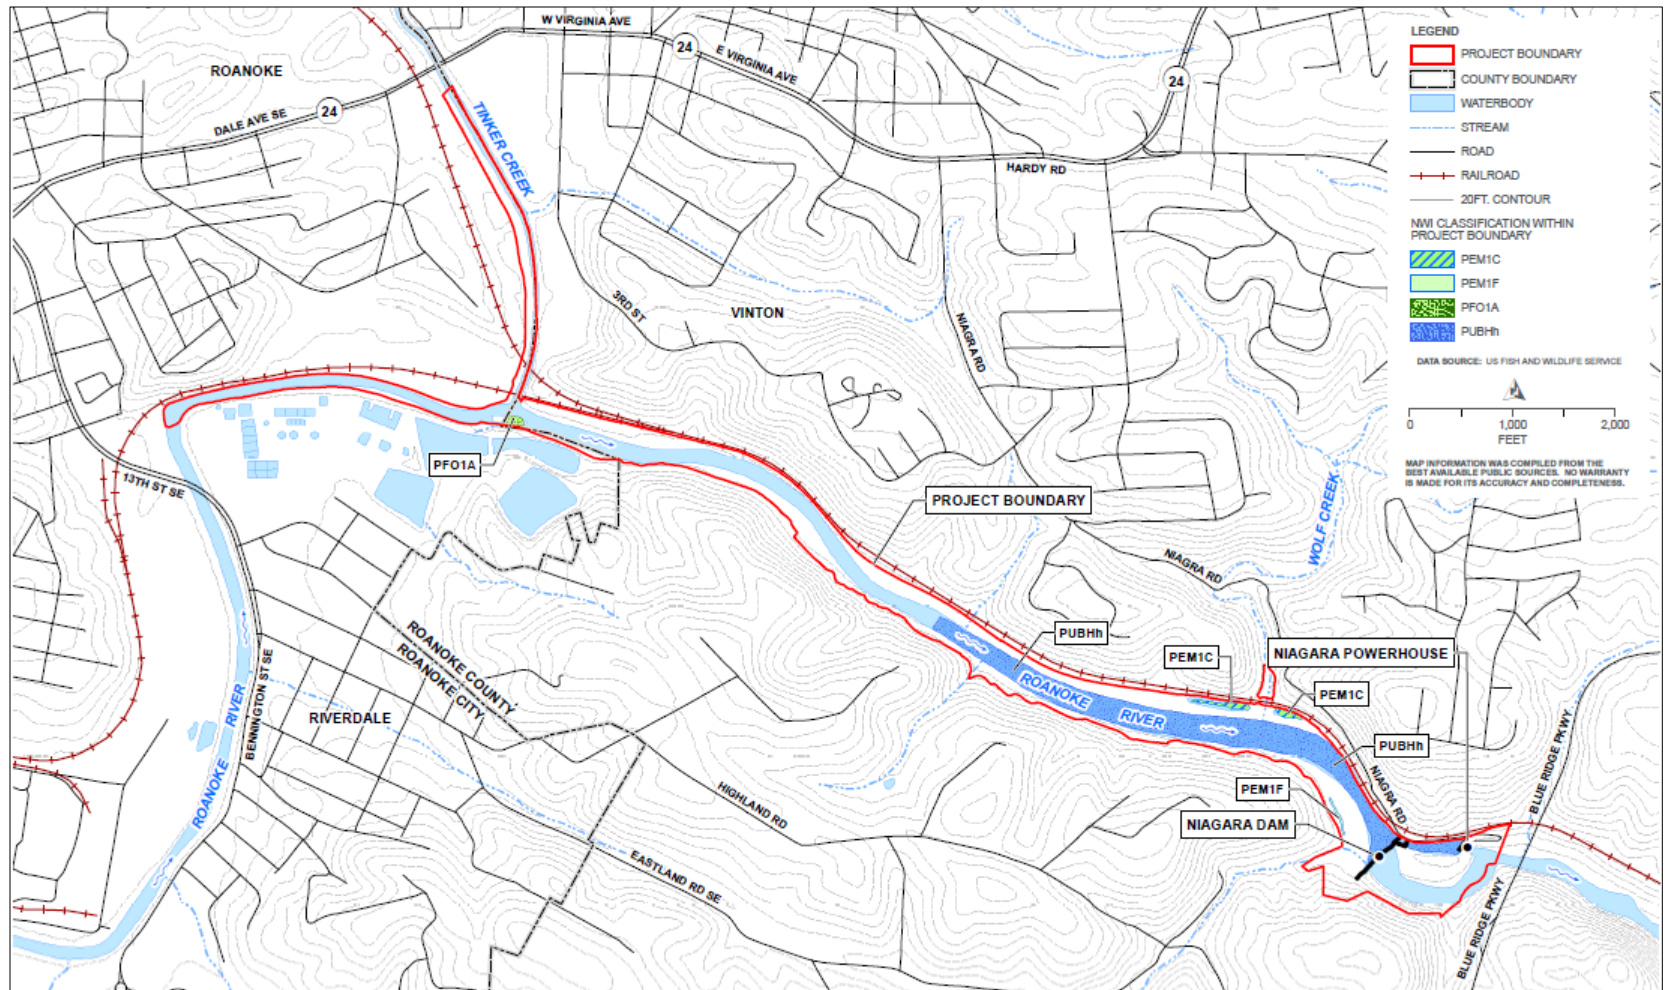 W VIRGINIA AVE
24
E VIRGINIA AVE
ROANOKE
24
DALE AVE SE
24
TINKER CREEK
HARDY RD
3RD ST
VINTON
NIAGRA RD
PFO1A
13TH ST SE
PROJECT BOUNDARY
WOLF CREEK
NIAGRA RD
ROANOKE COUNTY
ROANOKE CITY
BENNINGTON ST SE
RIVERDALE
ROANOKE RIVER
PUBHh
PEM1C
NIAGARA POWERHOUSE
PEM1C
ROANOKE RIVER
PUBHh
PEM1F
NIAGRA RD
NIAGARA DAM
HIGHLAND RD
EASTLAND RD SE
BLUE RIDGE PKWY
BLUE RIDGE PKWY
LEGEND
PROJECT BOUNDARY
COUNTY BOUNDARY
WATERBODY
STREAM
ROAD
RAILROAD
20FT. CONTOUR
NWI CLASSIFICATION WITHIN
PROJECT BOUNDARY
PEM1C
PEM1F
PFO1A
PUBHh
DATA SOURCE: US FISH AND WILDLIFE SERVICE
0 1,000 2,000
FEET
MAP INFORMATION WAS COMPILED FROM THE
BEST AVAILABLE PUBLIC SOURCES. NO WARRANTY
IS MADE FOR ITS ACCURACY AND COMPLETENESS.